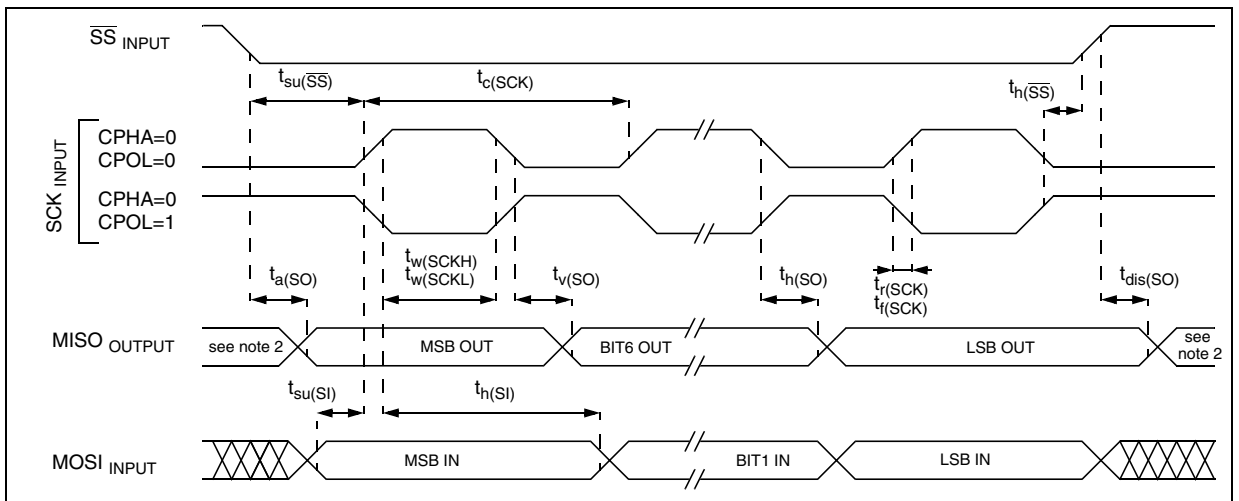 SS INPUT
tsu(SS)
tc(SCK)
th(SS)
SCK INPUT
CPHA=0
CPOL=0
CPHA=0
CPOL=1
ta(SO)
tw(SCKH)
tw(SCKL)
tv(SO)
th(SO)
tr(SCK)
tf(SCK)
tdis(SO)
MISO OUTPUT
see note 2
MSB OUT
BIT6 OUT
LSB OUT
see
note 2
tsu(SI)
th(SI)
MOSI INPUT
MSB IN
BIT1 IN
LSB IN